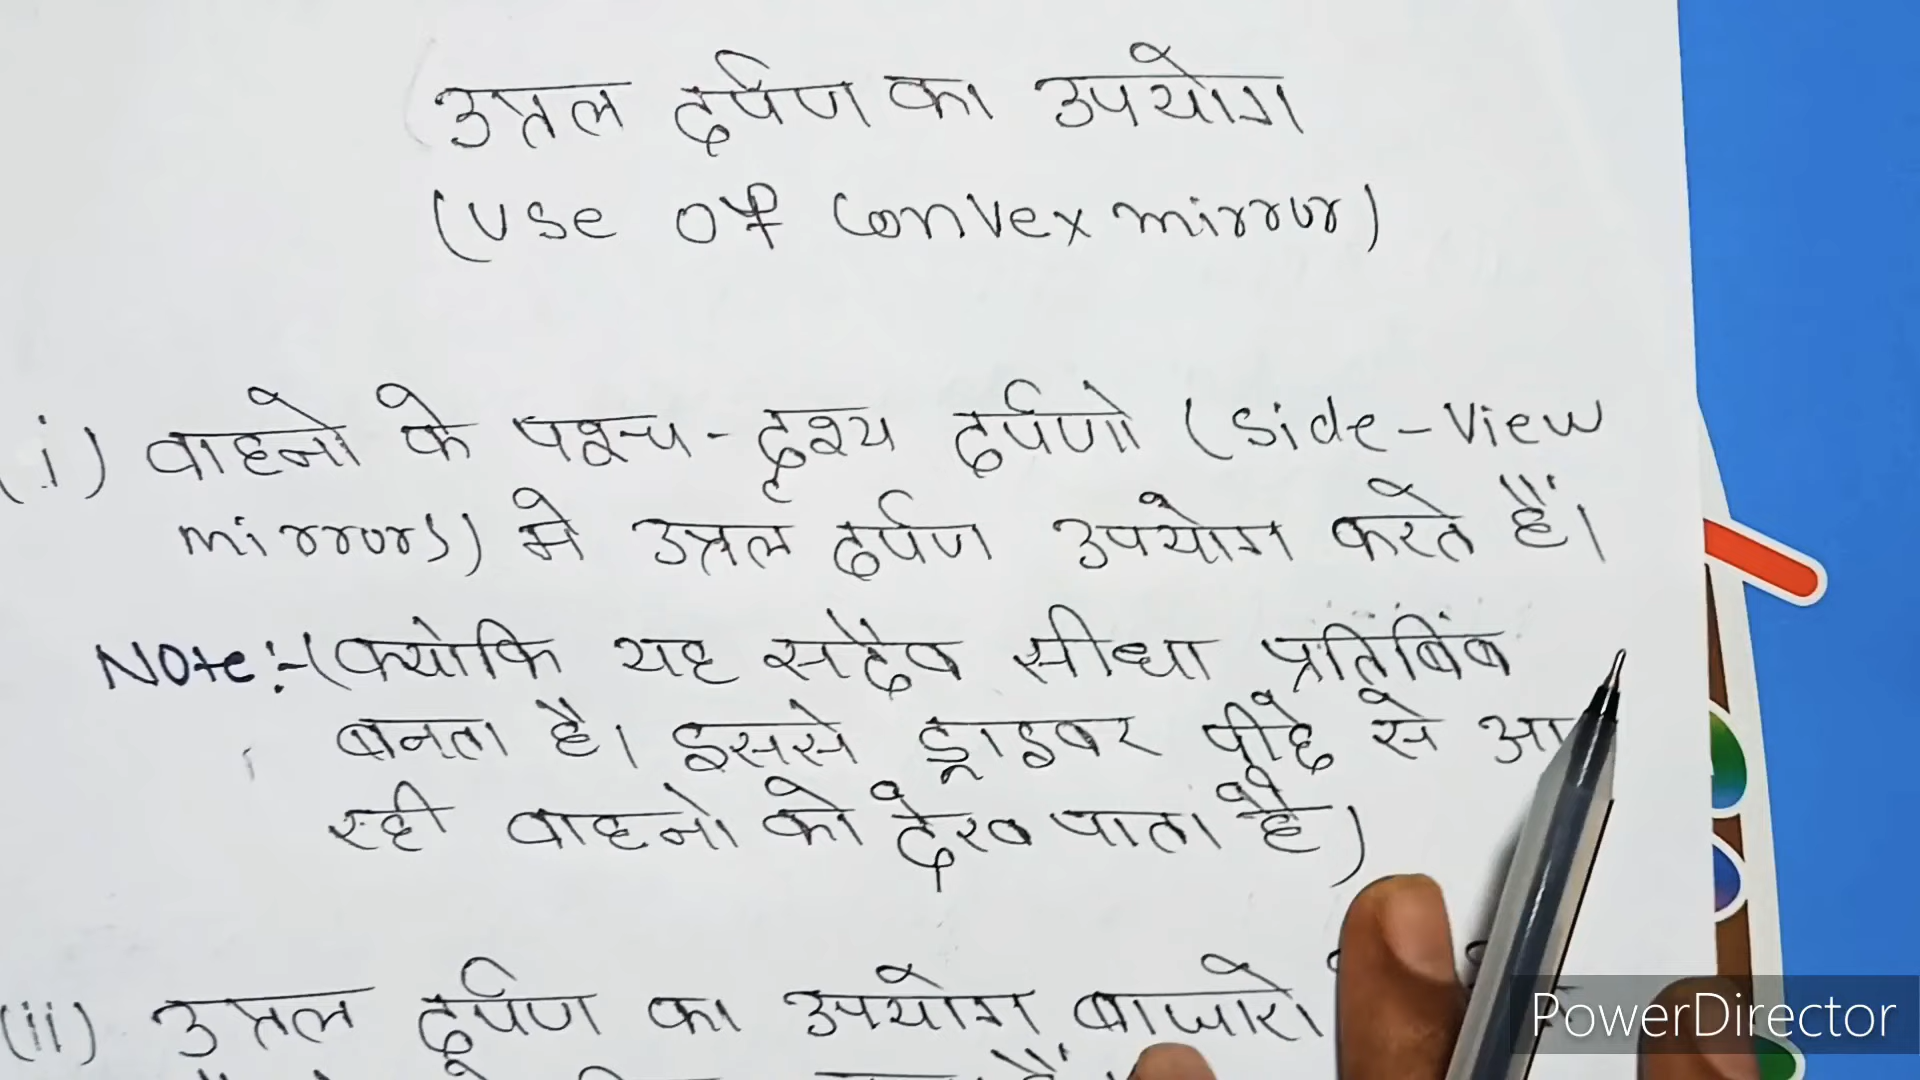 उत्तल दर्पण का उपयोग
(use of convex mirror)
(i) वाहनो के पश्च-दृश्य दर्पणो (side-view
mirrors) मे उत्तल दर्पण उपयोग करते हैं।
Note:-(क्योकि यह सदैव सीधा प्रतिबिंब
बनता है। इससे ड्राइवर पीछे से आ
रही वाहनो को देख पाता है)
(ii) उत्तल दर्पण का उपयोग बाजारो
PowerDirector